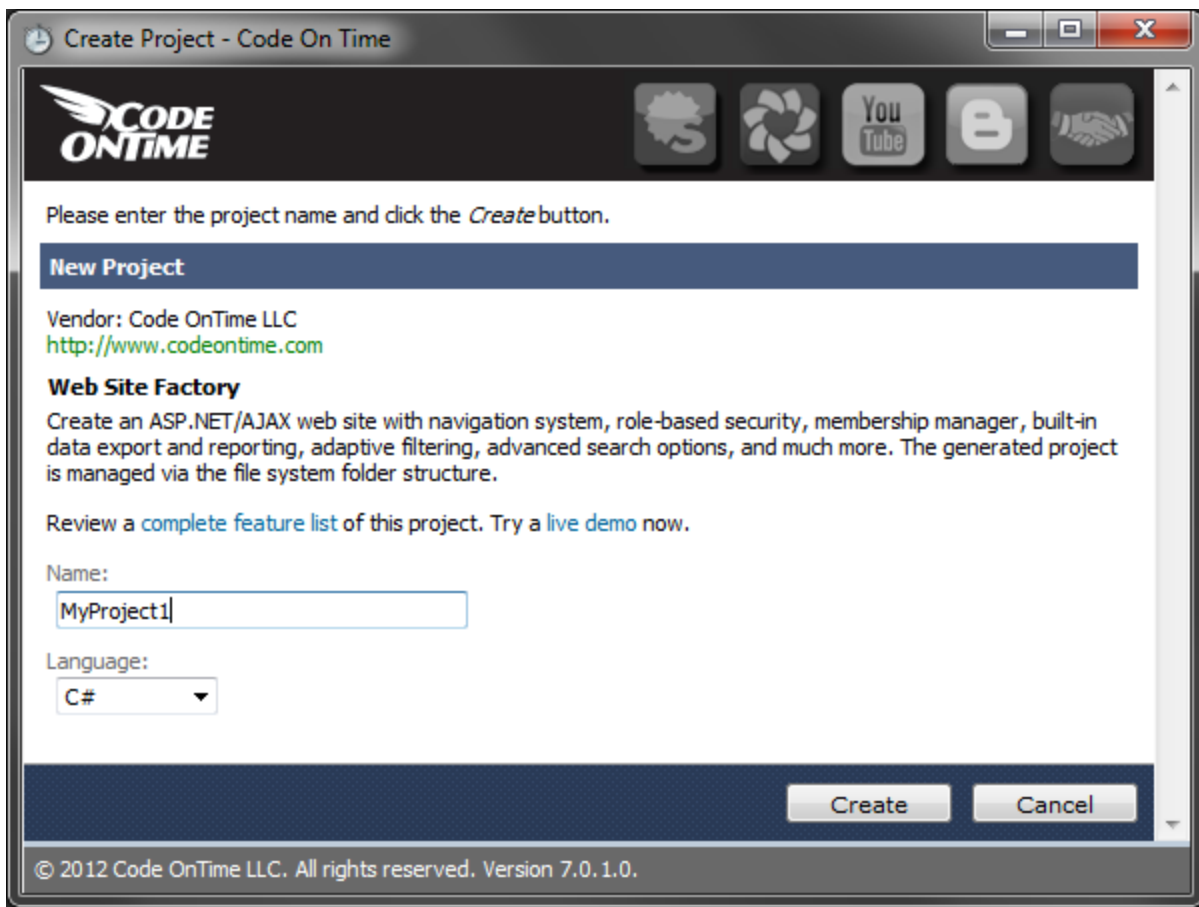 Create Project - Code On Time
CODE
ONTIME
You
Tube
Please enter the project name and click the Create button.
New Project
Vendor: Code OnTime LLC
http://www.codeontime.com
Web Site Factory
Create an ASP.NET/AJAX web site with navigation system, role-based security, membership manager, built-in
data export and reporting, adaptive filtering, advanced search options, and much more. The generated project
is managed via the file system folder structure.
Review a complete feature list of this project. Try a live demo now.
Name:
MyProject1
Language:
C#
Create Cancel
© 2012 Code OnTime LLC. All rights reserved. Version 7.0.1.0.